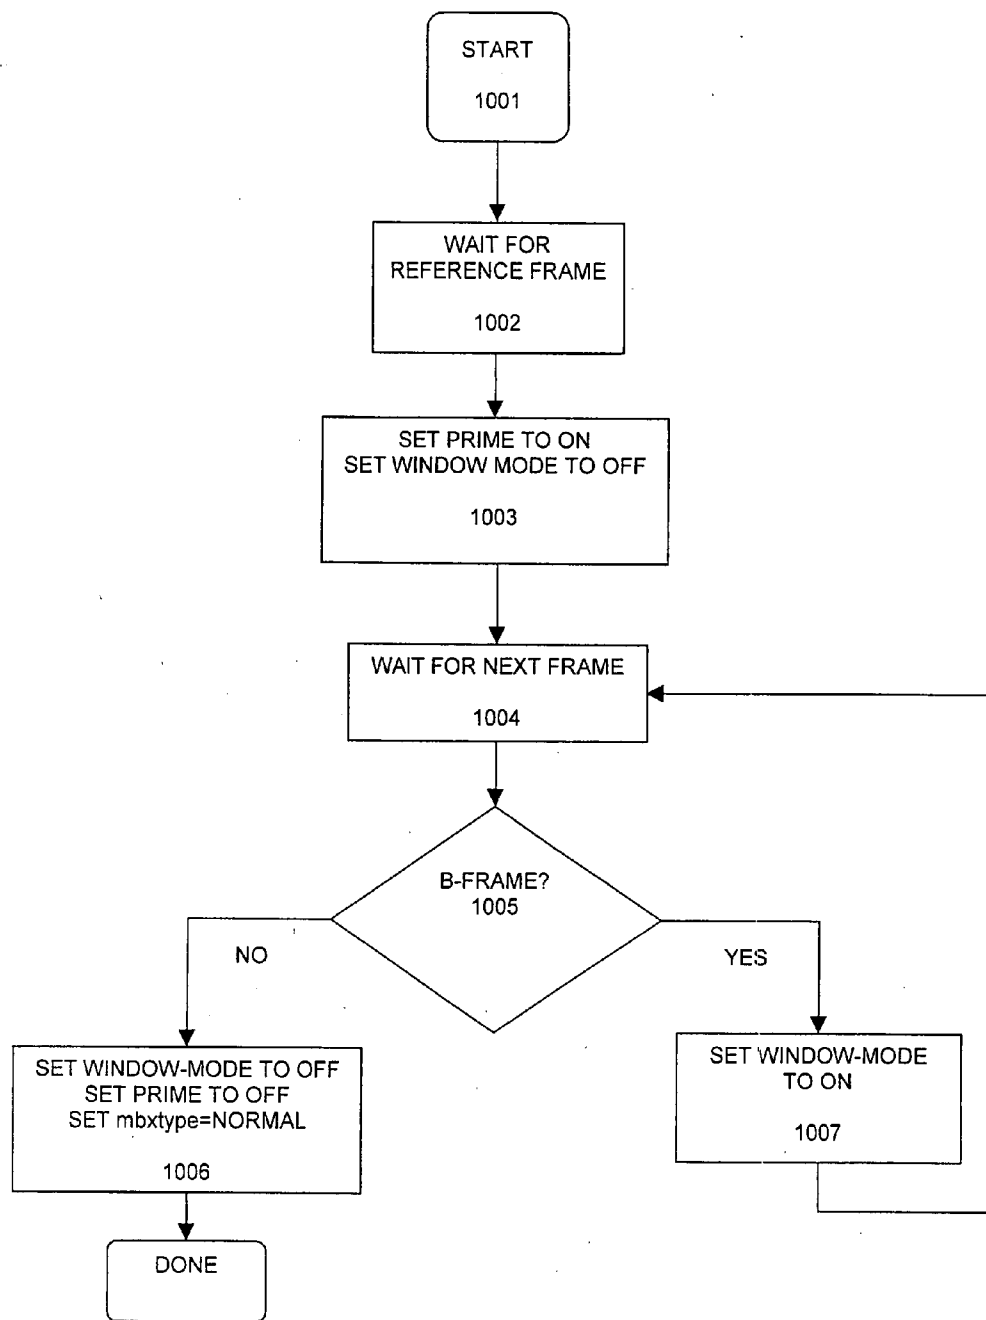 START
1001
WAIT FOR
REFERENCE FRAME
1002
SET PRIME TO ON
SET WINDOW MODE TO OFF
1003
WAIT FOR NEXT FRAME
1004
B-FRAME?
1005
NO
YES
SET WINDOW-MODE TO OFF
SET PRIME TO OFF
SET mbxtype=NORMAL
1006
SET WINDOW-MODE
TO ON
1007
DONE